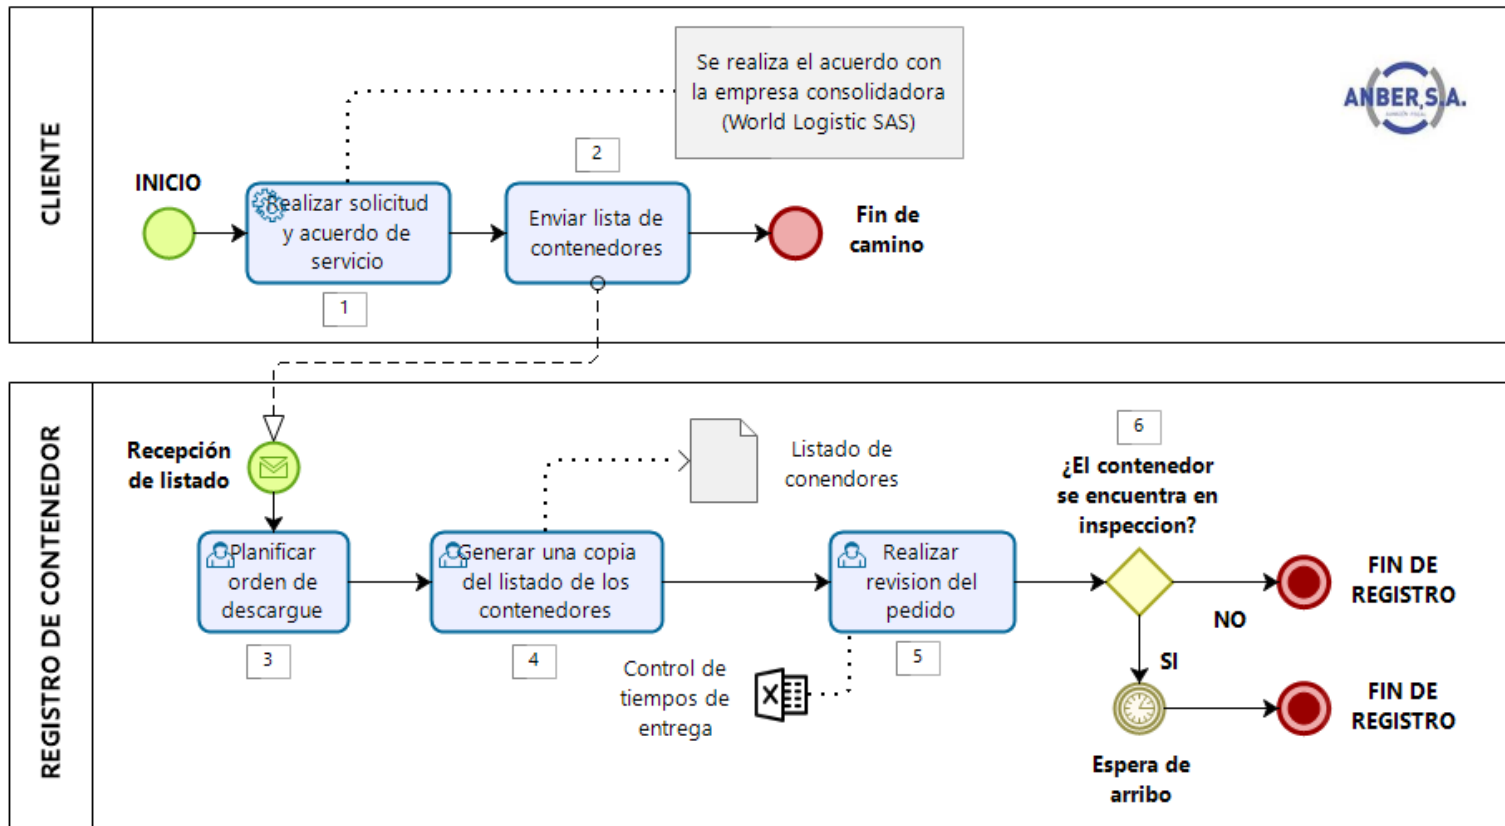 CLIENTE
Se realiza el acuerdo con
la empresa consolidadora
(World Logistic SAS)
ANBER,S.A.
2
INICIO
Realizar solicitud
y acuerdo de
servicio
Enviar lista de
contenedores
Fin de
camino
1
REGISTRO DE CONTENEDOR
Recepción
de listado
Listado de
conendores
6
¿El contenedor
se encuentra en
inspeccion?
Planificar
orden de
descargue
Generar una copia
del listado de los
contenedores
Realizar
revision del
pedido
FIN DE
REGISTRO
NO
3
4
5
Control de
tiempos de
entrega
X
SI
FIN DE
REGISTRO
Espera de
arribo